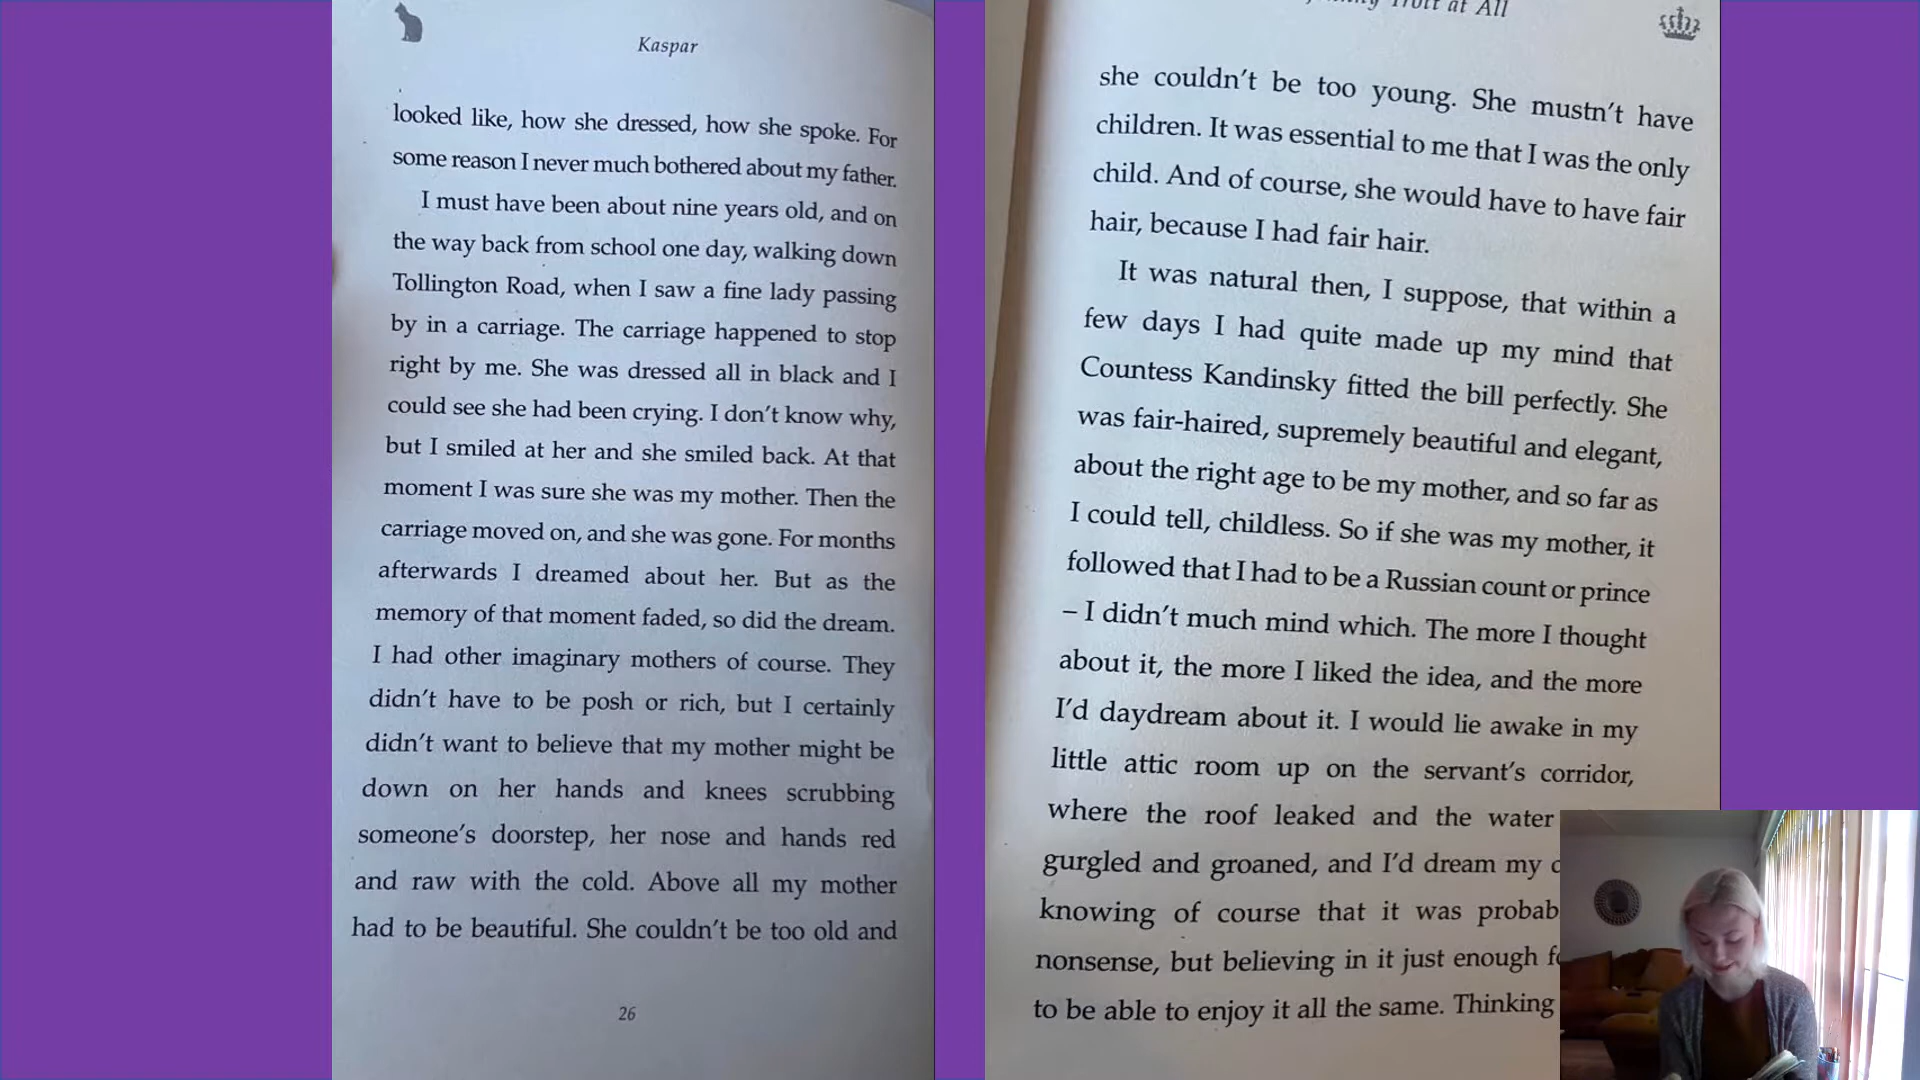 Kaspar
looked like, how she dressed, how she spoke. For
some reason I never much bothered about my father.
I must have been about nine years old, and on
the way back from school one day, walking down
Tollington Road, when I saw a fine lady passing
by in a carriage. The carriage happened to stop
right by me. She was dressed all in black and I
could see she had been crying. I don't know why,
but I smiled at her and she smiled back. At that
moment I was sure she was my mother. Then the
carriage moved on, and she was gone. For months
afterwards I dreamed about her. But as the
memory of that moment faded, so did the dream.
I had other imaginary mothers of course. They
didn't have to be posh or rich, but I certainly
didn't want to believe that my mother might be
down on her hands and knees scrubbing
someone's doorstep, her nose and hands red
and raw with the cold. Above all my mother
had to be beautiful. She couldn't be too old and
26
Trott at All
she couldn't be too young. She mustn't have
children. It was essential to me that I was the only
child. And of course, she would have to have fair
hair, because I had fair hair.
It was natural then, I suppose, that within a
few days I had quite made up my mind that
Countess Kandinsky fitted the bill perfectly. She
was fair-haired, supremely beautiful and elegant,
about the right age to be my mother, and so far as
I could tell, childless. So if she was my mother, it
followed that I had to be a Russian count or prince
– I didn't much mind which. The more I thought
about it, the more I liked the idea, and the more
I'd daydream about it. I would lie awake in my
little attic room up on the servant's corridor,
where the roof leaked and the water
gurgled and groaned, and I'd dream my
knowing of course that it was
nonsense, but believing in it just enough
to be able to enjoy it all the same. Thinking